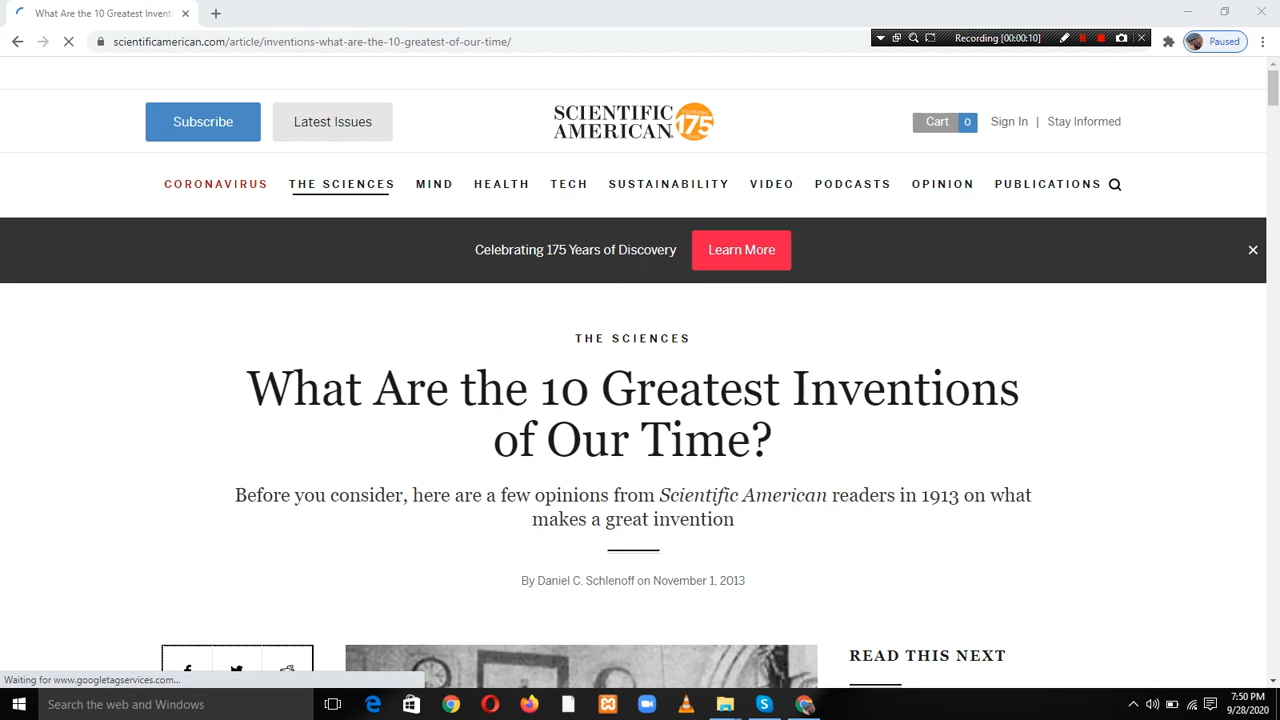 What Are the 10 Greatest Invent
scientificamerican.com/article/inventions-what-are-the-10-greatest-of-our-time/
Recording [00:00:10]
Paused
Subscribe
Latest Issues
SCIENTIFIC
AMERICAN
175
Cart 0
Sign In | Stay Informed
CORONAVIRUS THE SCIENCES MIND HEALTH TECH SUSTAINABILITY VIDEO PODCASTS OPINION PUBLICATIONS
Celebrating 175 Years of Discovery
Learn More
THE SCIENCES
What Are the 10 Greatest Inventions
of Our Time?
Before you consider, here are a few opinions from Scientific American readers in 1913 on what
makes a great invention
By Daniel C. Schlenoff on November 1, 2013
READ THIS NEXT
Waiting for www.googletagservices.com...
Search the web and Windows
7:50 PM
9/28/2020